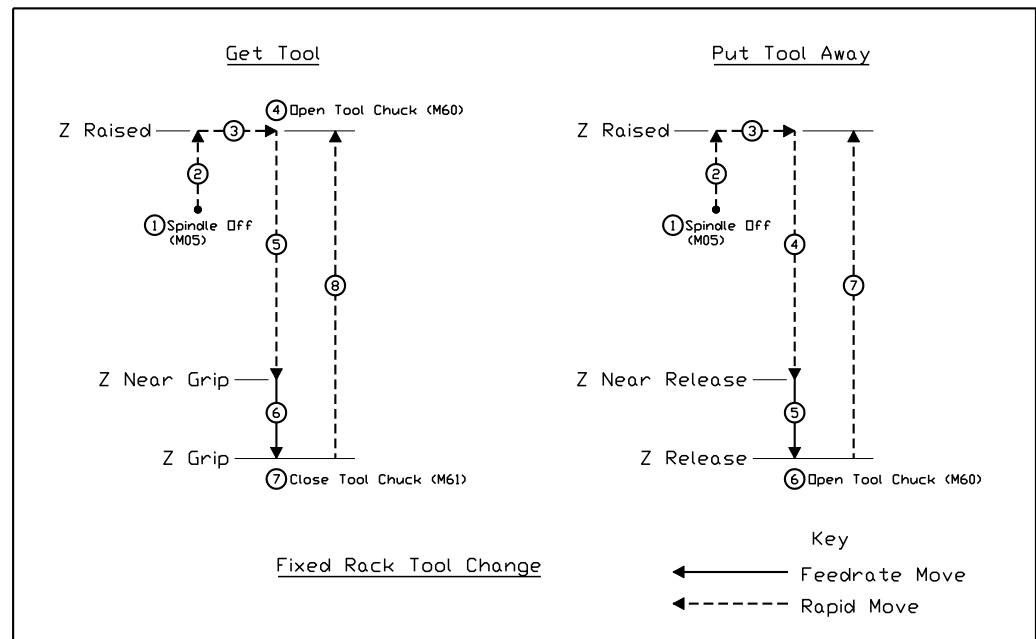 Get Tool
④ Open Tool Chuck (M60)
Z Raised
③
②
① Spindle Off
(M05)
⑤
⑧
Z Near Grip
⑥
Z Grip
⑦ Close Tool Chuck (M61)
Put Tool Away
Z Raised
③
②
① Spindle Off
(M05)
④
⑦
Z Near Release
⑤
Z Release
⑥ Open Tool Chuck (M60)
Fixed Rack Tool Change
Key
Feedrate Move
Rapid Move